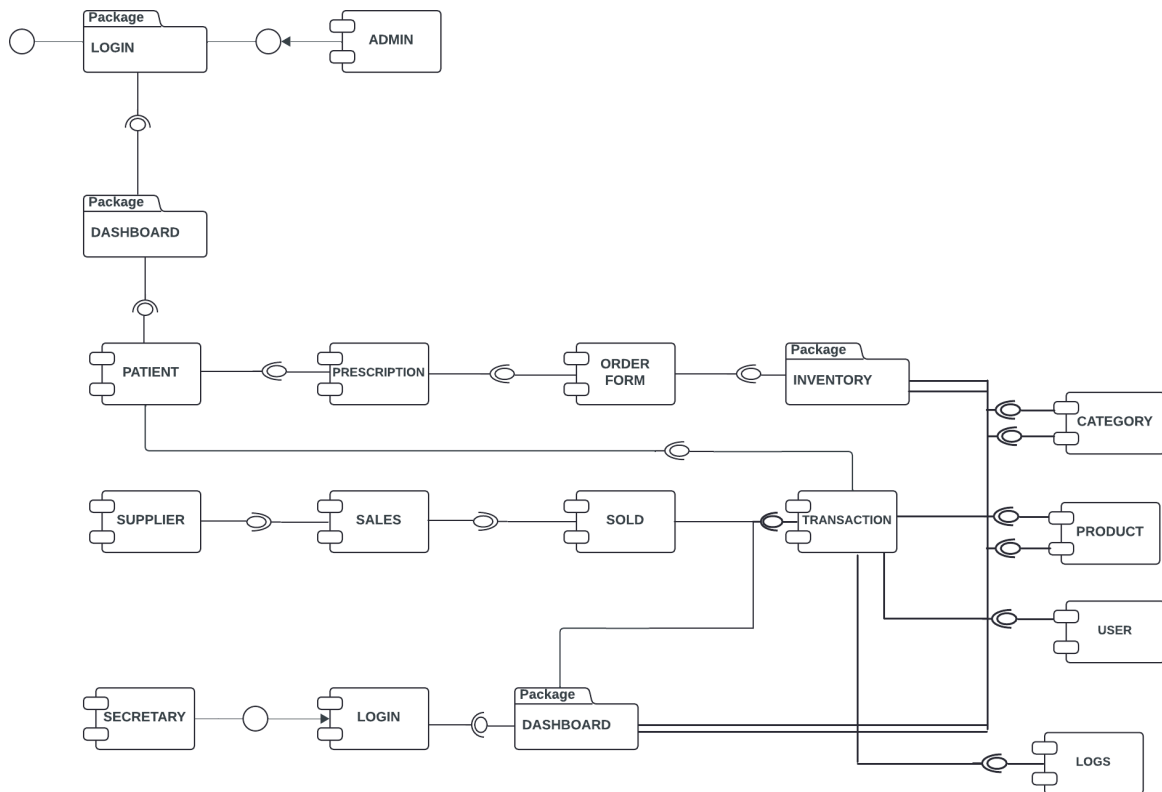 Package
LOGIN
ADMIN
Package
DASHBOARD
PATIENT
PRESCRIPTION
ORDER
FORM
Package
INVENTORY
CATEGORY
SUPPLIER
SALES
SOLD
TRANSACTION
PRODUCT
USER
SECRETARY
LOGIN
Package
DASHBOARD
LOGS